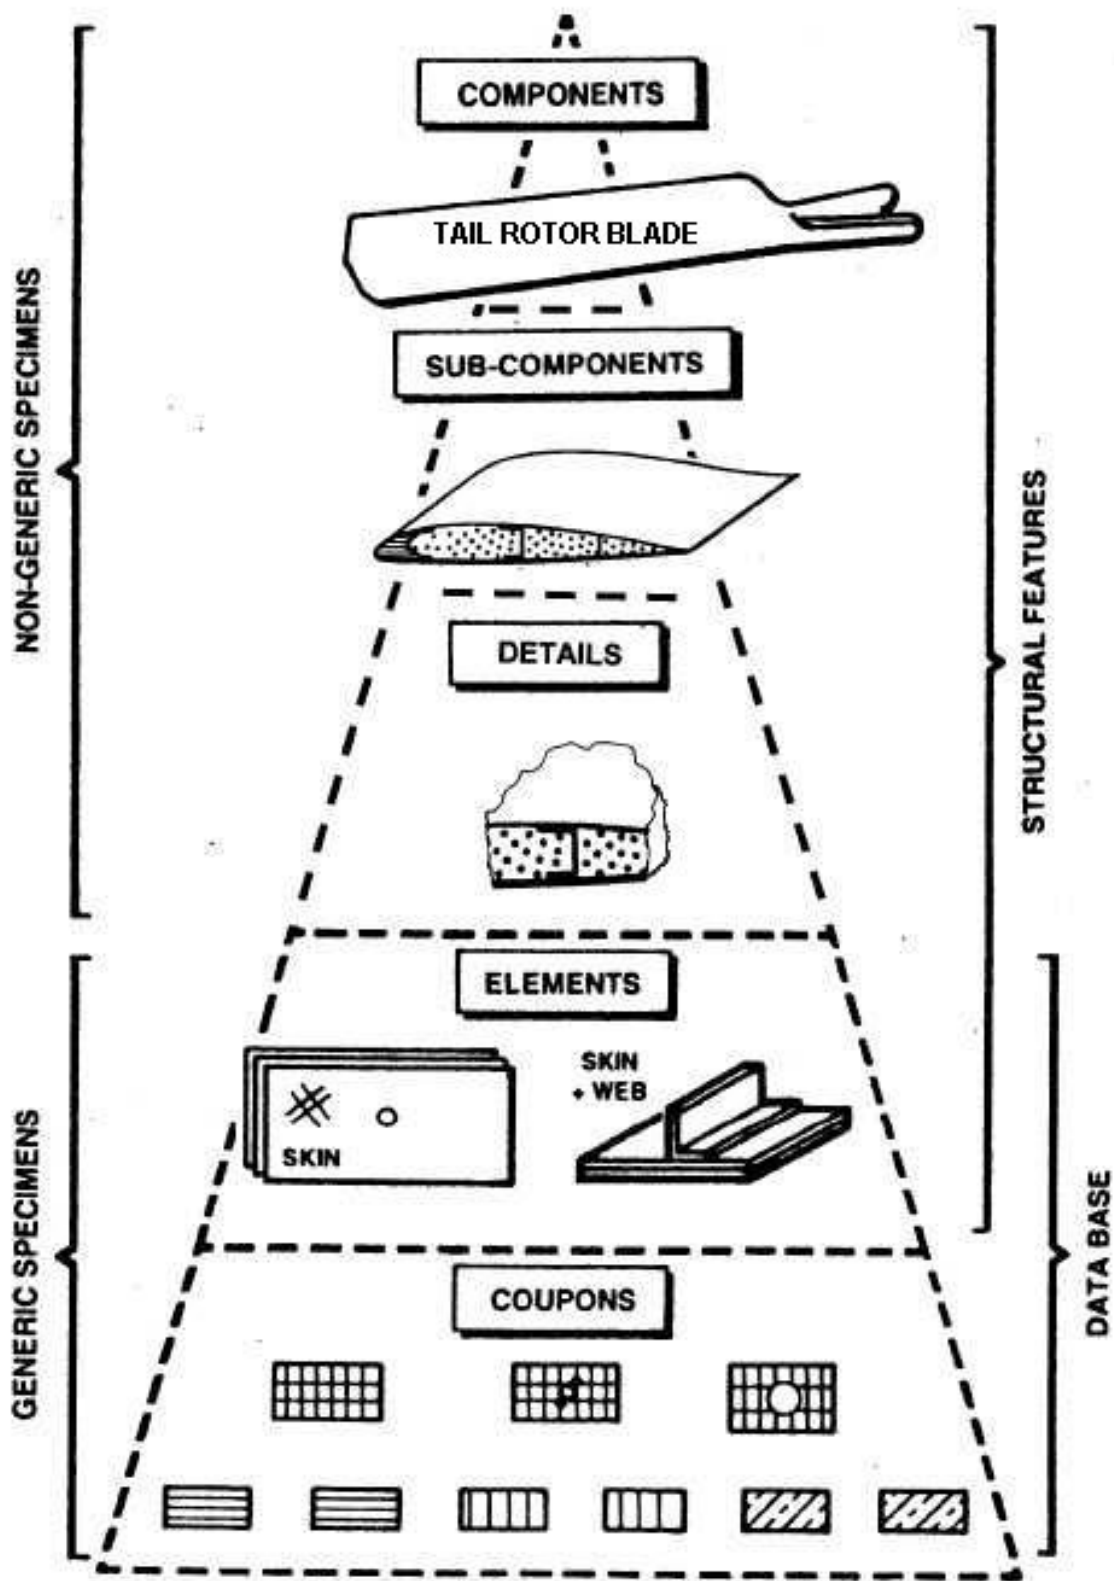 COMPONENTS
TAIL ROTOR BLADE
SUB-COMPONENTS
NON-GENERIC SPECIMENS
STRUCTURAL FEATURES
DETAILS
ELEMENTS
SKIN
+ WEB
SKIN
GENERIC SPECIMENS
DATA BASE
COUPONS